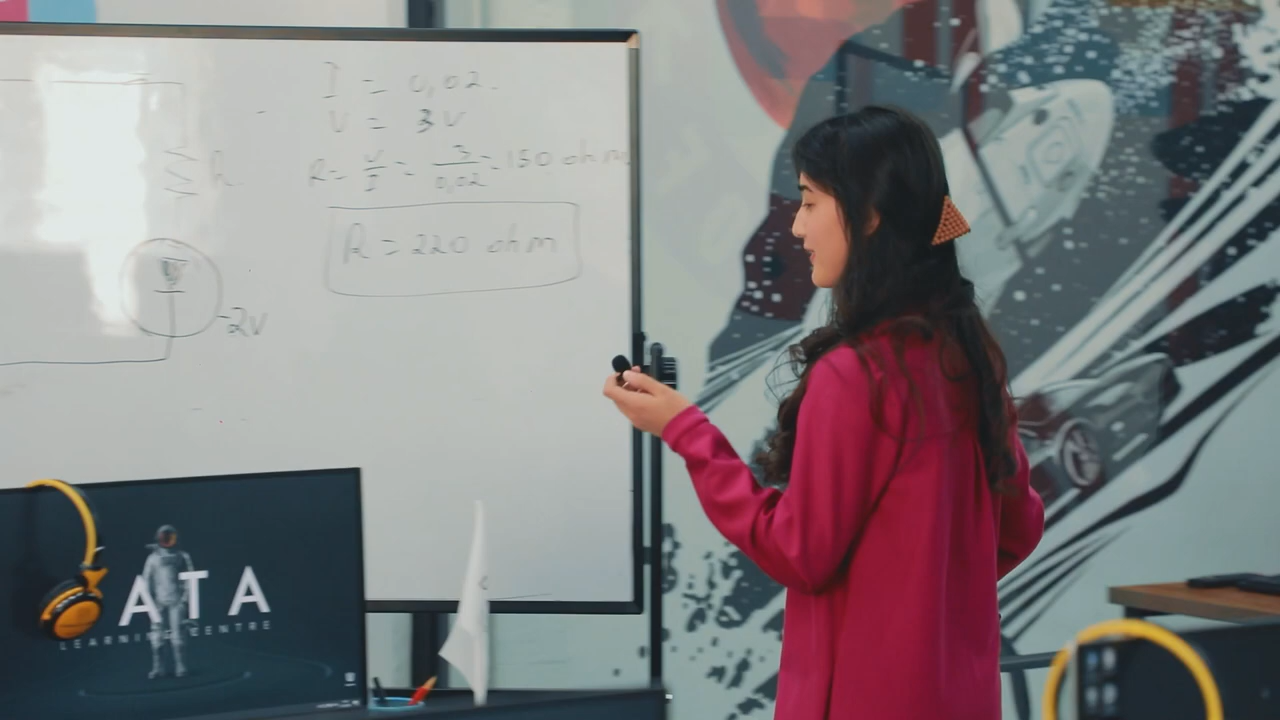 I = 0,02.
V = 3V
R = V/I = 3/0,02 = 150 ohm
R = 220 ohm
R
-2V
ATA
LEARNING CENTRE